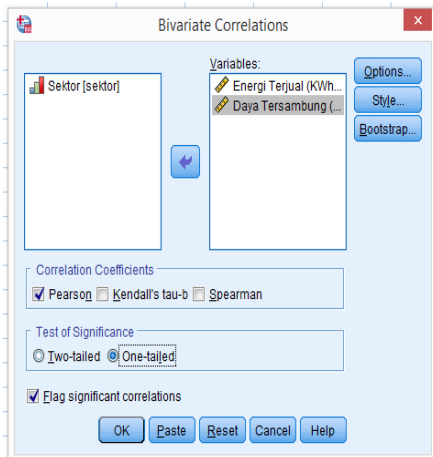 Bivariate Correlations
x
Variables:
Sektor [sektor]
Energi Terjual (KWh...
Daya Tersambung (...
Options...
Style...
Bootstrap...
Correlation Coefficients
Pearson Kendall's tau-b Spearman
Test of Significance
Two-tailed One-tailed
Flag significant correlations
OK Paste Reset Cancel Help